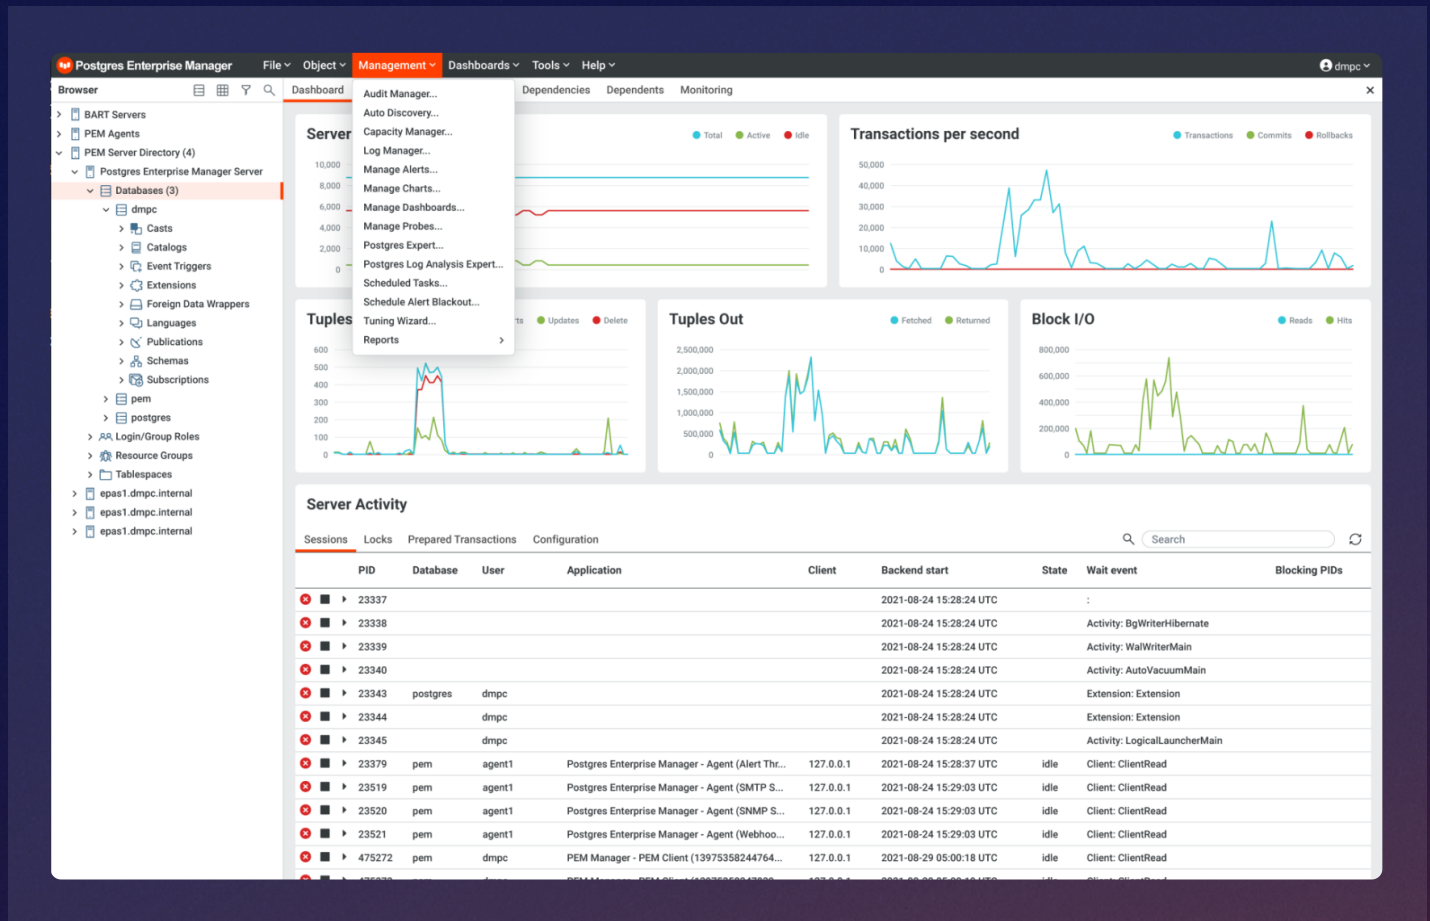 Postgres Enterprise Manager File Object Management Dashboards Tools Help dmpc
Browser
Dashboard Dependencies Dependents Monitoring
BART Servers
PEM Agents
PEM Server Directory (4)
Postgres Enterprise Manager Server
Databases (3)
dmpc
Casts
Catalogs
Event Triggers
Extensions
Foreign Data Wrappers
Languages
Publications
Schemas
Subscriptions
pem
postgres
Login/Group Roles
Resource Groups
Tablespaces
epas1.dmpc.internal
epas1.dmpc.internal
epas1.dmpc.internal
Audit Manager...
Auto Discovery...
Capacity Manager...
Log Manager...
Manage Alerts...
Manage Charts...
Manage Dashboards...
Manage Probes...
Postgres Expert...
Postgres Log Analysis Expert...
Scheduled Tasks...
Schedule Alert Blackout...
Tuning Wizard...
Reports
Server
Total Active Idle
10,000
8,000
6,000
4,000
2,000
0
Transactions per second
Transactions Commits Rollbacks
50,000
40,000
30,000
20,000
10,000
0
Tuples
Updates Delete
600
500
400
300
200
100
0
Tuples Out
Fetched Returned
2,500,000
2,000,000
1,500,000
1,000,000
500,000
0
Block I/O
Reads Hits
800,000
600,000
400,000
200,000
0
Server Activity
Sessions Locks Prepared Transactions Configuration Search
PID Database User Application Client Backend start State Wait event Blocking PIDs
23337 2021-08-24 15:28:24 UTC :
23338 2021-08-24 15:28:24 UTC Activity: BgWriterHibernate
23339 2021-08-24 15:28:24 UTC Activity: WalWriterMain
23340 2021-08-24 15:28:24 UTC Activity: AutoVacuumMain
23343 postgres dmpc 2021-08-24 15:28:24 UTC Extension: Extension
23344 dmpc 2021-08-24 15:28:24 UTC Extension: Extension
23345 dmpc 2021-08-24 15:28:24 UTC Activity: LogicalLauncherMain
23379 pem agent1 Postgres Enterprise Manager - Agent (Alert Thr... 127.0.0.1 2021-08-24 15:28:37 UTC idle Client: ClientRead
23519 pem agent1 Postgres Enterprise Manager - Agent (SMTP S... 127.0.0.1 2021-08-24 15:29:03 UTC idle Client: ClientRead
23520 pem agent1 Postgres Enterprise Manager - Agent (SNMP S... 127.0.0.1 2021-08-24 15:29:03 UTC idle Client: ClientRead
23521 pem agent1 Postgres Enterprise Manager - Agent (Webhoo... 127.0.0.1 2021-08-24 15:29:03 UTC idle Client: ClientRead
475272 pem dmpc PEM Manager - PEM Client (13975358244764... 127.0.0.1 2021-08-29 05:00:18 UTC idle Client: ClientRead